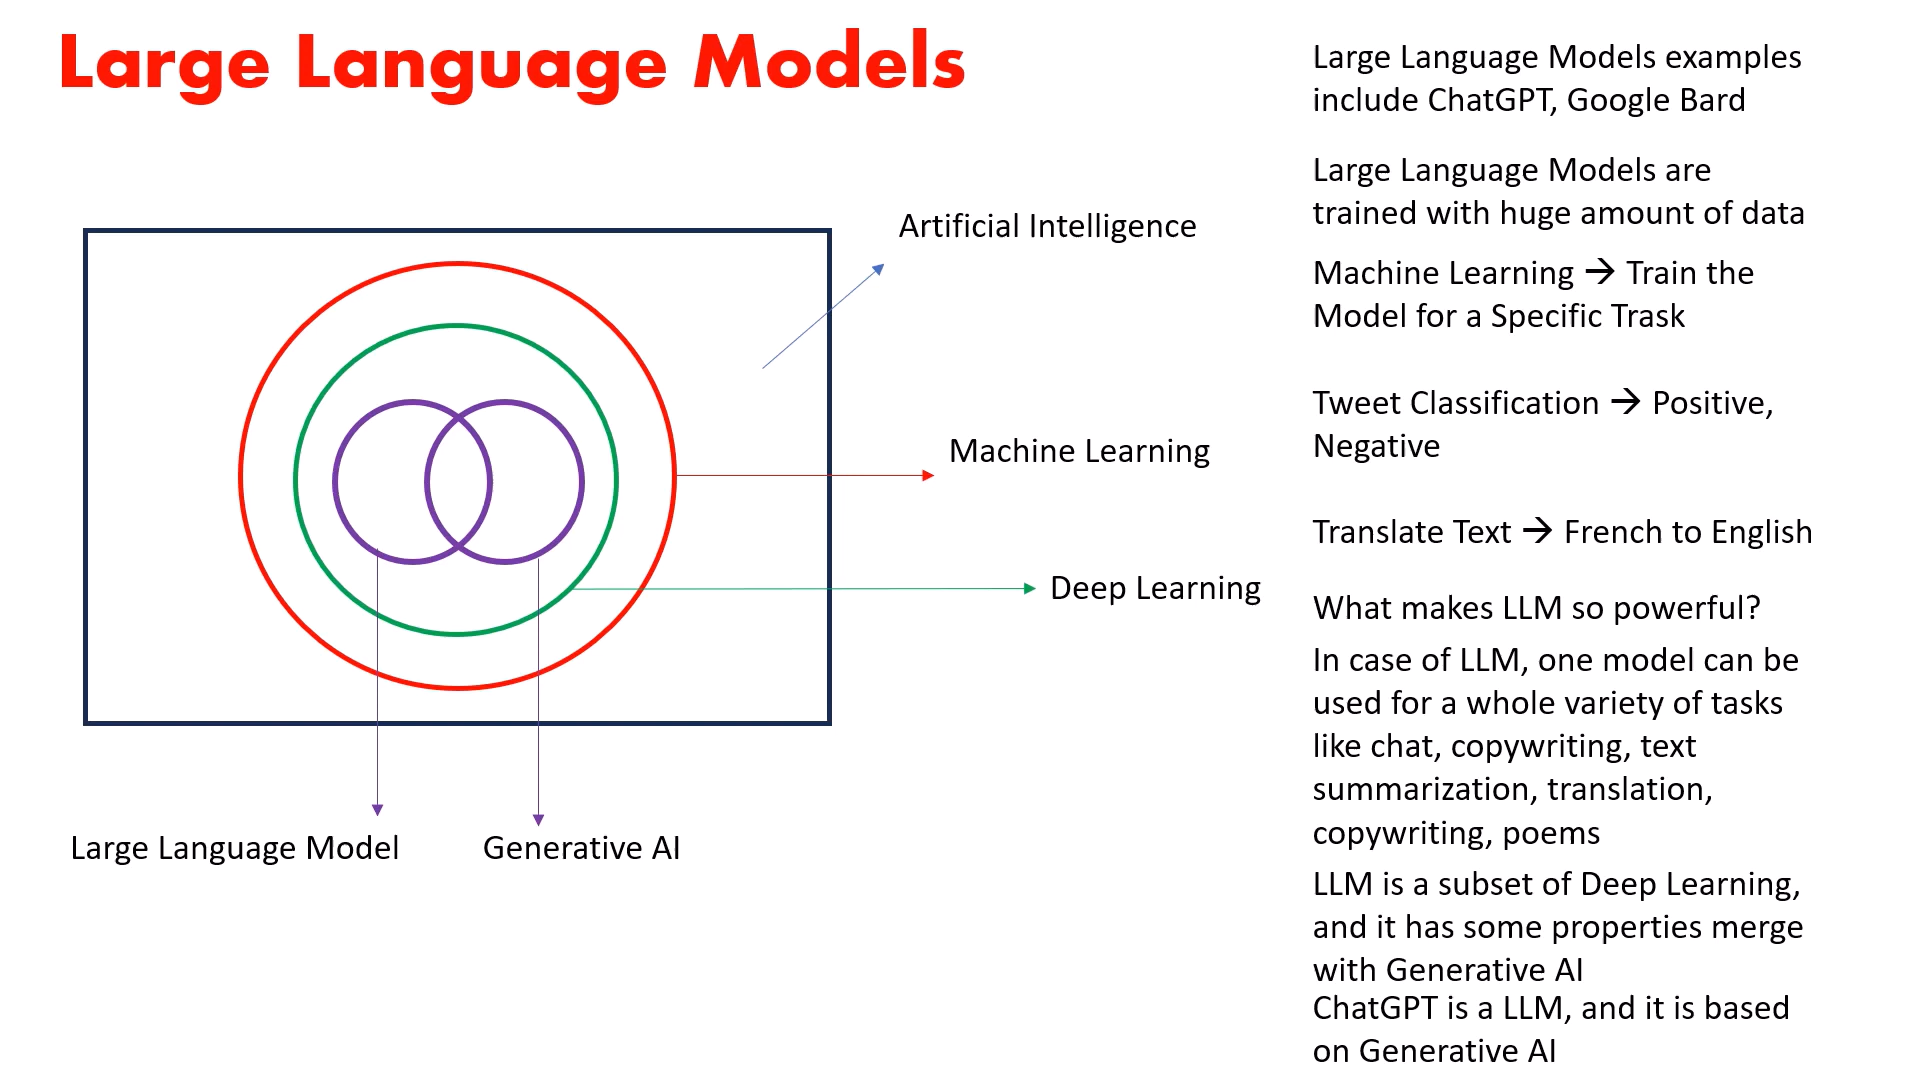 Large Language Models
Artificial Intelligence
Machine Learning
Deep Learning
Large Language Model
Generative AI
Large Language Models examples
include ChatGPT, Google Bard
Large Language Models are
trained with huge amount of data
Machine Learning → Train the
Model for a Specific Trask
Tweet Classification → Positive,
Negative
Translate Text → French to English
What makes LLM so powerful?
In case of LLM, one model can be
used for a whole variety of tasks
like chat, copywriting, text
summarization, translation,
copywriting, poems
LLM is a subset of Deep Learning,
and it has some properties merge
with Generative AI
ChatGPT is a LLM, and it is based
on Generative AI